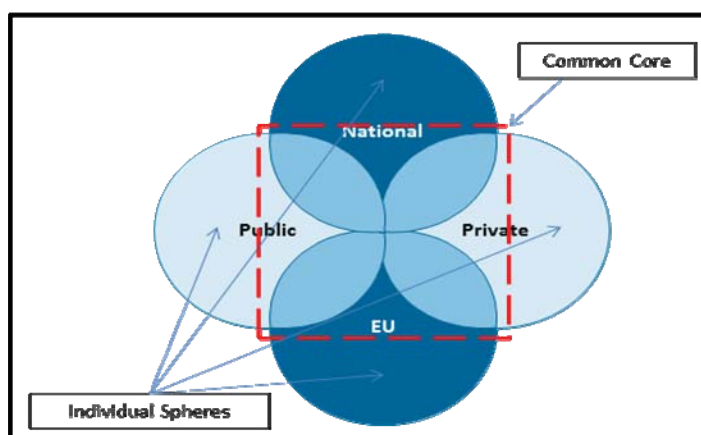 Common Core
National
Public
Private
EU
Individual Spheres